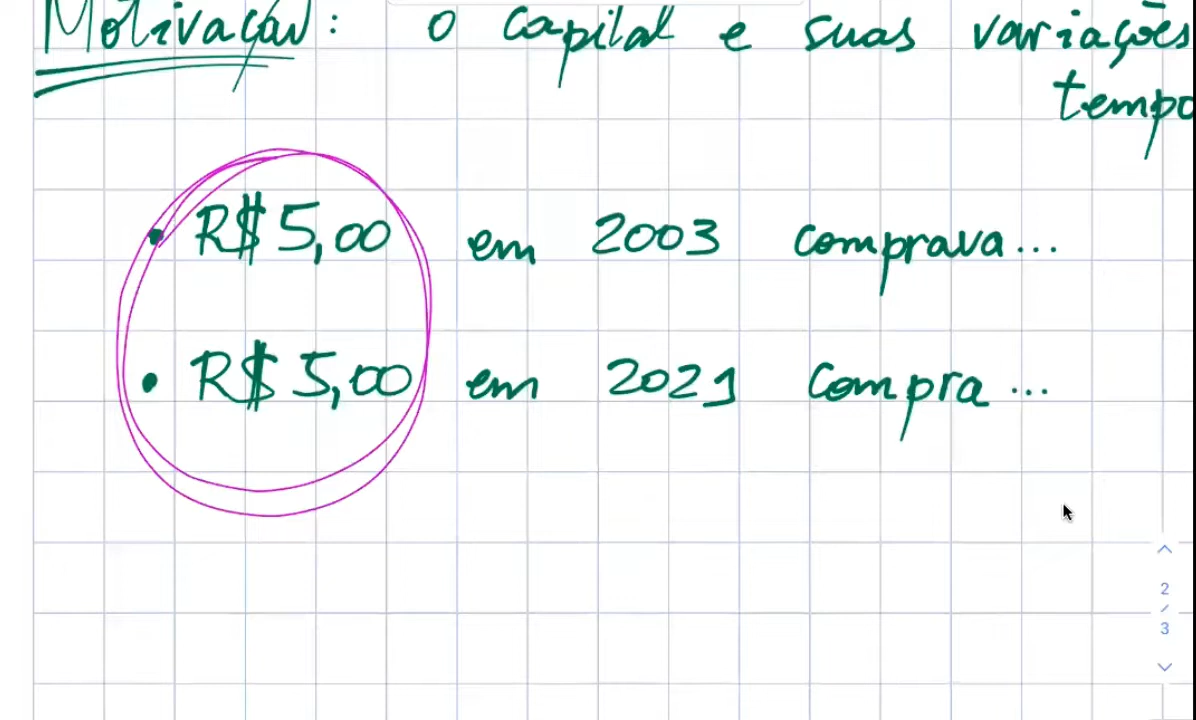 Motivação: o capital e suas variações
tempo
• R$ 5,00 em 2003 comprava...
• R$ 5,00 em 2021 compra...
2
/
3